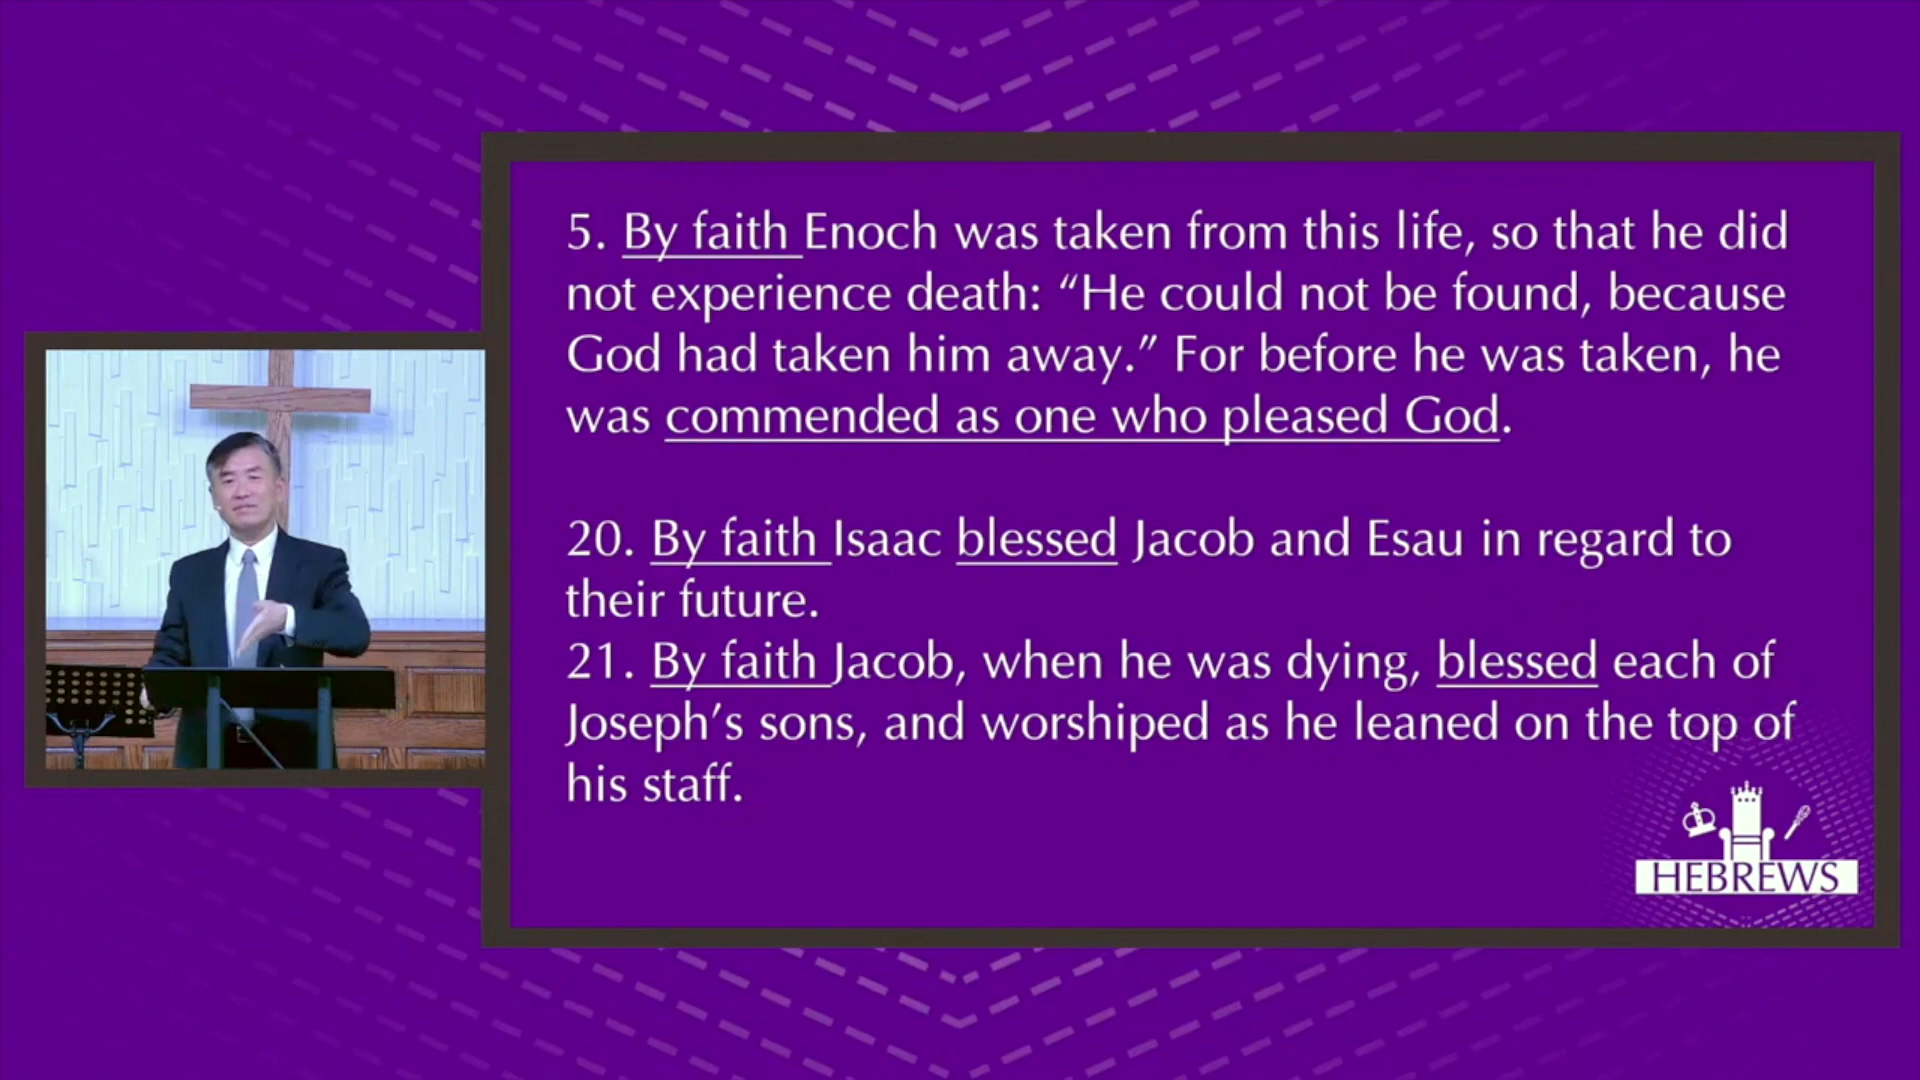 5. By faith Enoch was taken from this life, so that he did
not experience death: “He could not be found, because
God had taken him away.” For before he was taken, he
was commended as one who pleased God.
20. By faith Isaac blessed Jacob and Esau in regard to
their future.
21. By faith Jacob, when he was dying, blessed each of
Joseph’s sons, and worshiped as he leaned on the top of
his staff.
HEBREWS